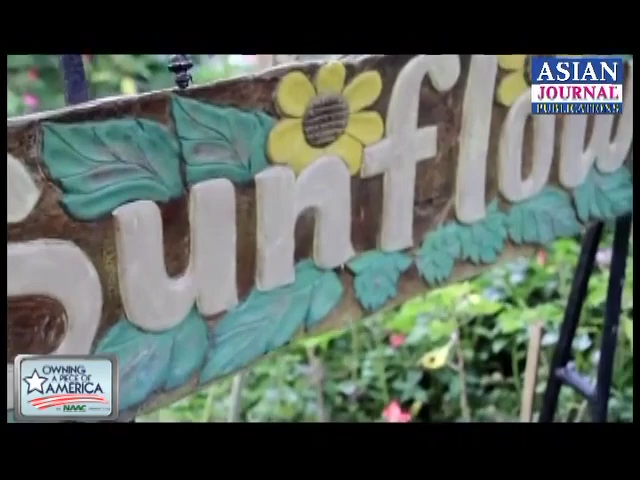 ASIAN
JOURNAL
PUBLICATIONS
Sunflow
OWNING
A PIECE OF
AMERICA
NAAC